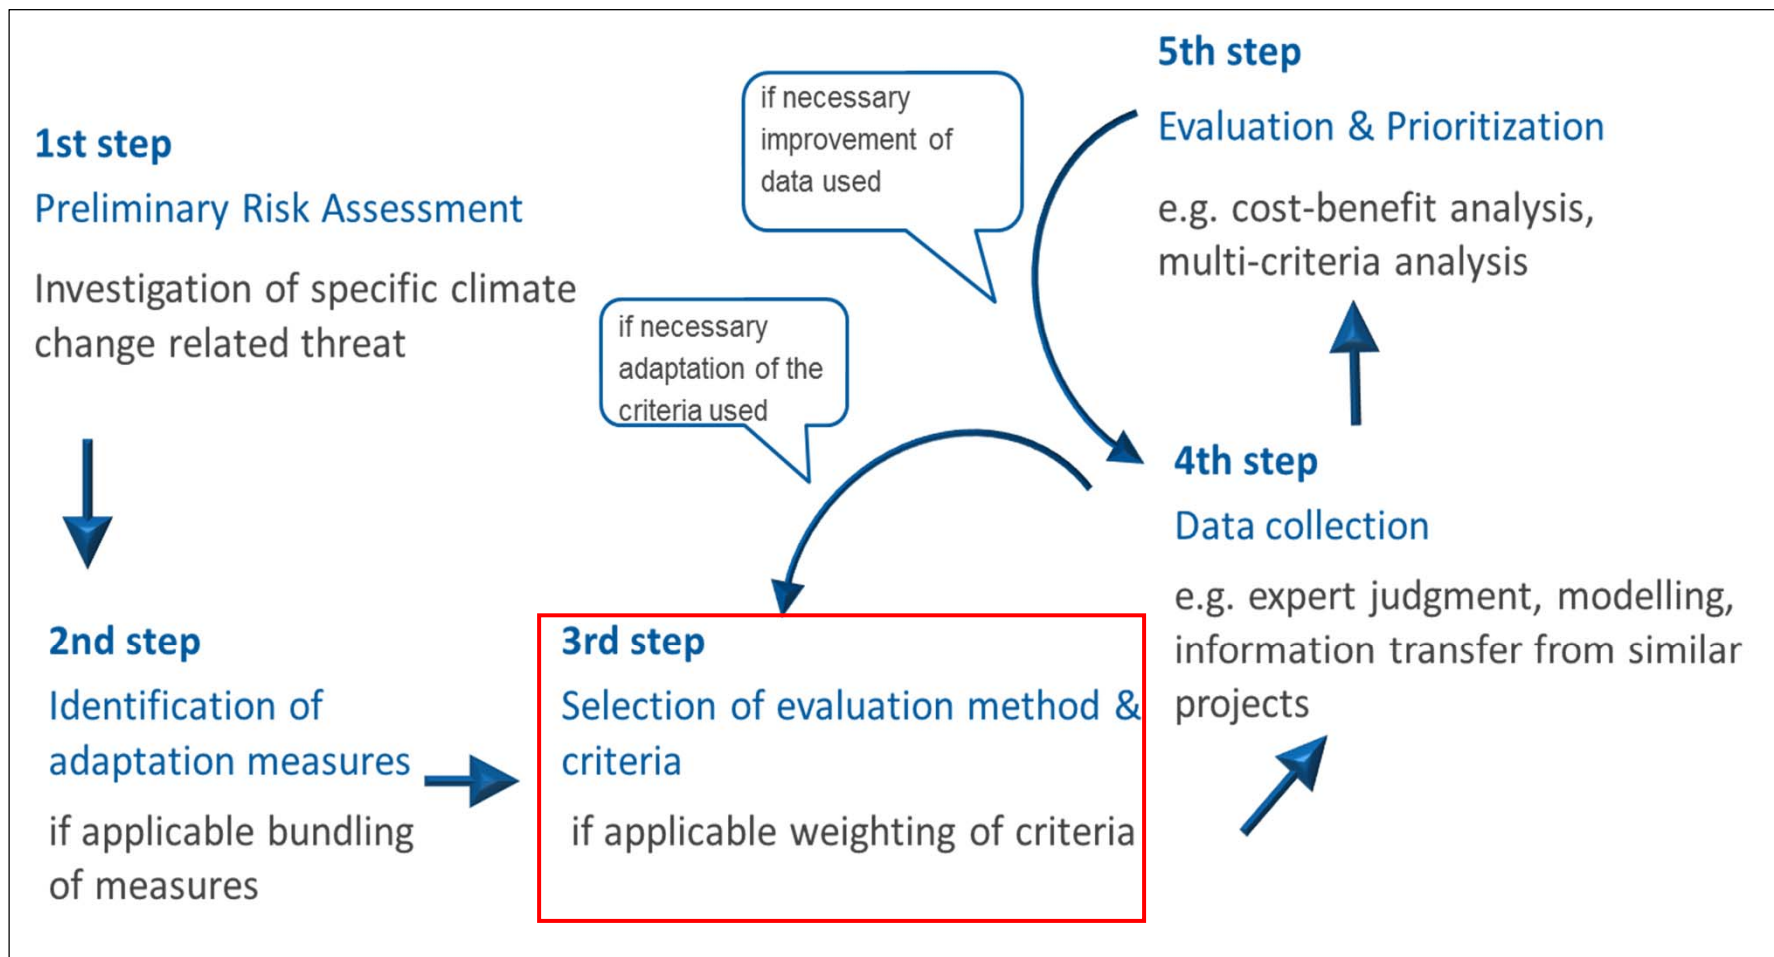 1st step
Preliminary Risk Assessment
Investigation of specific climate
change related threat
2nd step
Identification of
adaptation measures
if applicable bundling
of measures
3rd step
Selection of evaluation method &
criteria
if applicable weighting of criteria
if necessary
adaptation of the
criteria used
4th step
Data collection
e.g. expert judgment, modelling,
information transfer from similar
projects
if necessary
improvement of
data used
5th step
Evaluation & Prioritization
e.g. cost-benefit analysis,
multi-criteria analysis